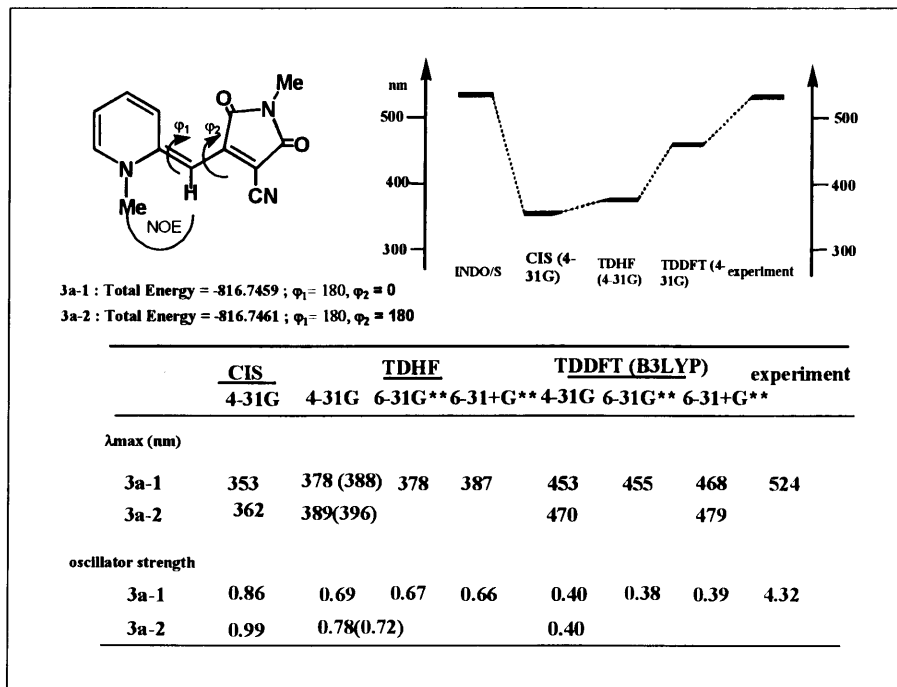 Me
nm
O
N
φ1
φ2
O
500
500
N
H
CN
400
400
Me
NOE
300
300
INDO/S
CIS (4-31G)
TDHF (4-31G)
TDDFT (4-31G)
experiment
3a-1 : Total Energy = -816.7459 ; φ1= 180, φ2 = 0
3a-2 : Total Energy = -816.7461 ; φ1= 180, φ2 = 180
CIS TDHF TDDFT (B3LYP) experiment
4-31G 4-31G 6-31G** 6-31+G** 4-31G 6-31G** 6-31+G**
λmax (nm)
3a-1 353 378 (388) 378 387 453 455 468 524
3a-2 362 389(396) 470 479
oscillator strength
3a-1 0.86 0.69 0.67 0.66 0.40 0.38 0.39 4.32
3a-2 0.99 0.78(0.72) 0.40